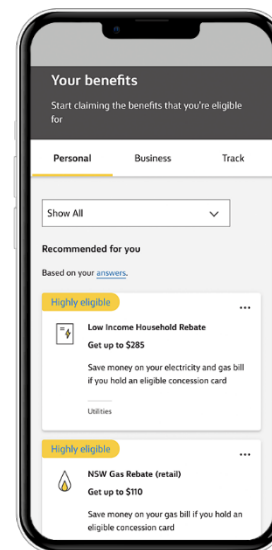 Your benefits
Start claiming the benefits that you're eligible
for
Personal Business Track
Show All
Recommended for you
Based on your answers.
Highly eligible
Low Income Household Rebate
Get up to $285
Save money on your electricity and gas bill
if you hold an eligible concession card
Utilities
Highly eligible
NSW Gas Rebate (retail)
Get up to $110
Save money on your gas bill if you hold an
eligible concession card